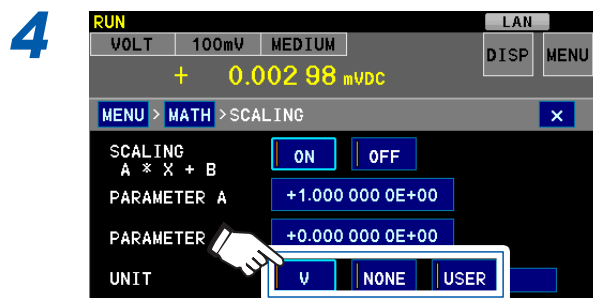 4
RUN LAN
VOLT 100mV MEDIUM DISP MENU
+ 0.002 98 mVDC
MENU > MATH >SCALING ×
SCALING ON OFF
A * X + B
PARAMETER A +1.000 000 0E+00
PARAMETER +0.000 000 0E+00
UNIT V NONE USER